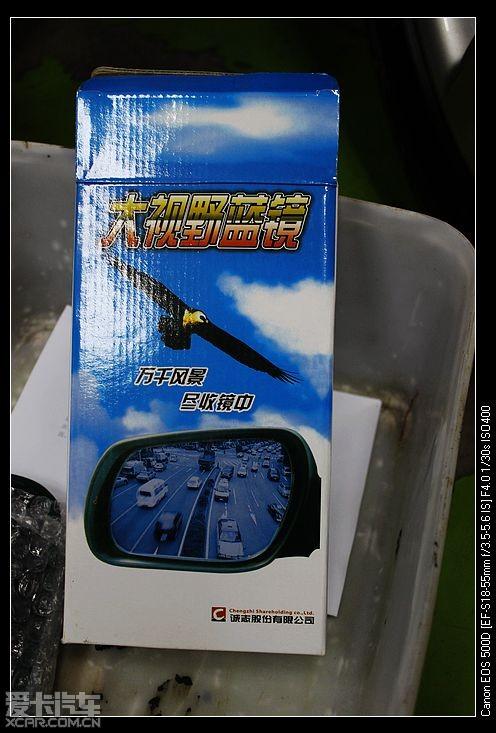 大视野蓝镜
万千风景
尽收镜中
Chengzhi Shareholding co.,Ltd.
诚志股份有限公司
爱卡汽车
XCAR.COM.CN
Canon EOS 500D [EF-S18-55mm f/3.5-5.6 IS] F4.0 1/30s ISO400